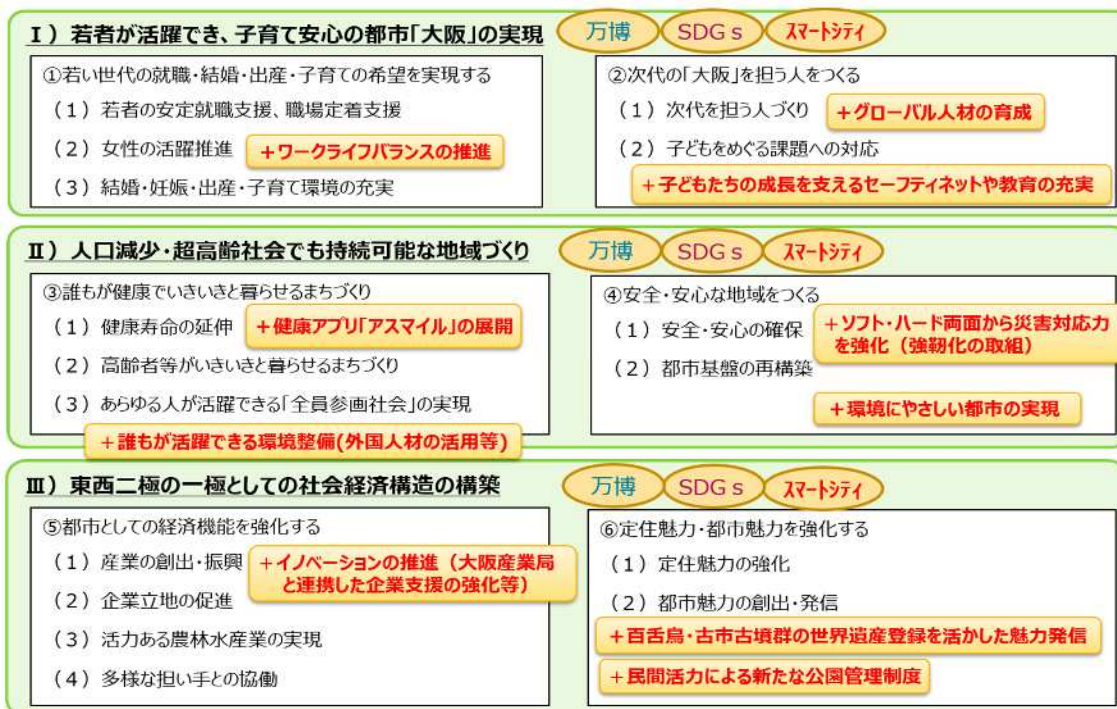 Ⅰ）若者が活躍でき、子育て安心の都市「大阪」の実現
万博
SDGｓ
スマートシティ
①若い世代の就職・結婚・出産・子育ての希望を実現する
（１）若者の安定就職支援、職場定着支援
（２）女性の活躍推進
＋ワークライフバランスの推進
（３）結婚・妊娠・出産・子育て環境の充実
②次代の「大阪」を担う人をつくる
（１）次代を担う人づくり
＋グローバル人材の育成
（２）子どもをめぐる課題への対応
＋子どもたちの成長を支えるセーフティネットや教育の充実
Ⅱ）人口減少・超高齢社会でも持続可能な地域づくり
万博
SDGｓ
スマートシティ
③誰もが健康でいきいきと暮らせるまちづくり
（１）健康寿命の延伸
＋健康アプリ「アスマイル」の展開
（２）高齢者等がいきいきと暮らせるまちづくり
（３）あらゆる人が活躍できる「全員参画社会」の実現
＋誰もが活躍できる環境整備(外国人材の活用等)
④安全・安心な地域をつくる
（１）安全・安心の確保
＋ソフト・ハード両面から災害対応力
を強化（強靭化の取組）
（２）都市基盤の再構築
＋環境にやさしい都市の実現
Ⅲ）東西二極の一極としての社会経済構造の構築
万博
SDGｓ
スマートシティ
⑤都市としての経済機能を強化する
（１）産業の創出・振興
＋イノベーションの推進（大阪産業局
と連携した企業支援の強化等）
（２）企業立地の促進
（３）活力ある農林水産業の実現
（４）多様な担い手との協働
⑥定住魅力・都市魅力を強化する
（１）定住魅力の強化
（２）都市魅力の創出・発信
＋百舌鳥・古市古墳群の世界遺産登録を活かした魅力発信
＋民間活力による新たな公園管理制度